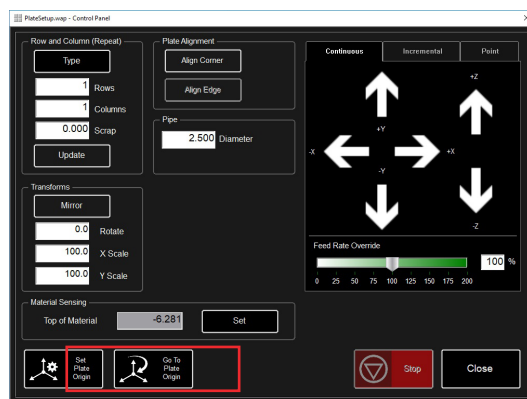 PlateSetup.wap - Control Panel
Row and Column (Repeat)
Type
1 Rows
1 Columns
0.000 Scrap
Update
Plate Alignment
Align Corner
Align Edge
Pipe
2.500 Diameter
Transforms
Mirror
0.0 Rotate
100.0 X Scale
100.0 Y Scale
Material Sensing
Top of Material -6.281 Set
Continuous Incremental Point
+Z
+Y
-X +X
-Y
-Z
Feed Rate Override
100 %
0 25 50 75 100 125 150 175 200
Set
Plate
Origin
Go To
Plate
Origin
Stop
Close